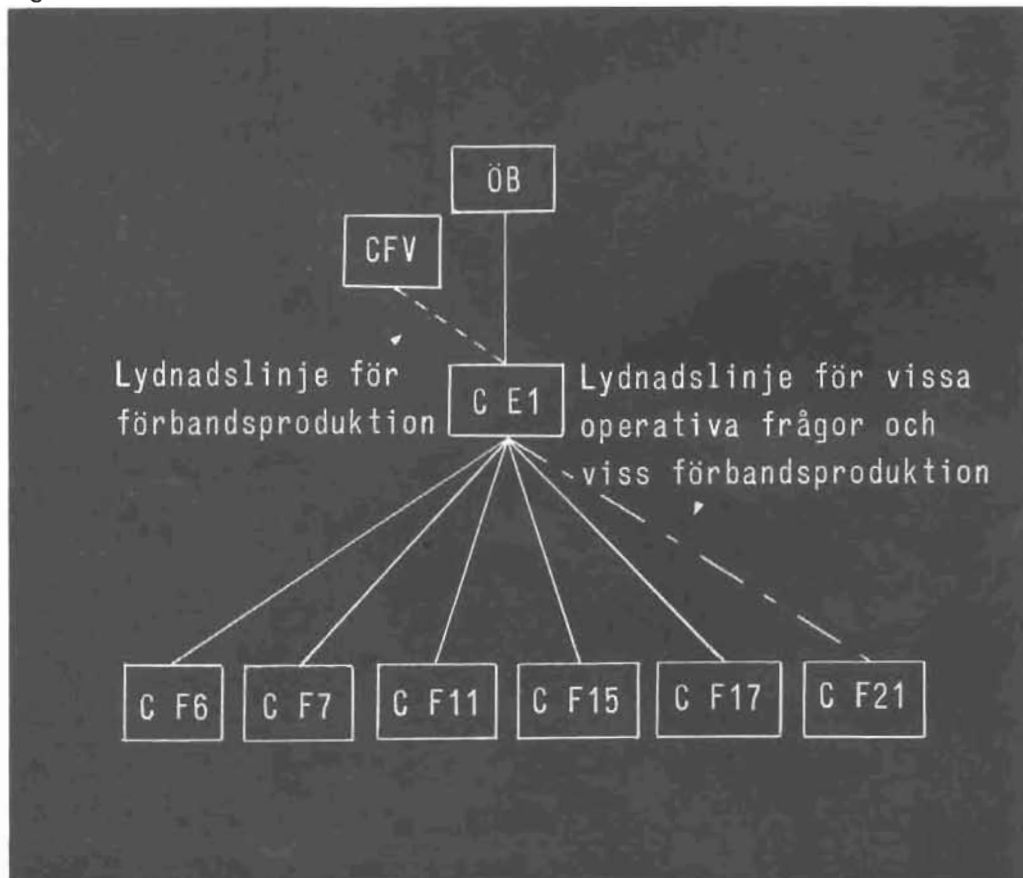 ÖB
CFV
Lydnadslinje för
förbandsproduktion
C E1
Lydnadslinje för vissa
operativa frågor och
viss förbandsproduktion
C F6
C F7
C F11
C F15
C F17
C F21